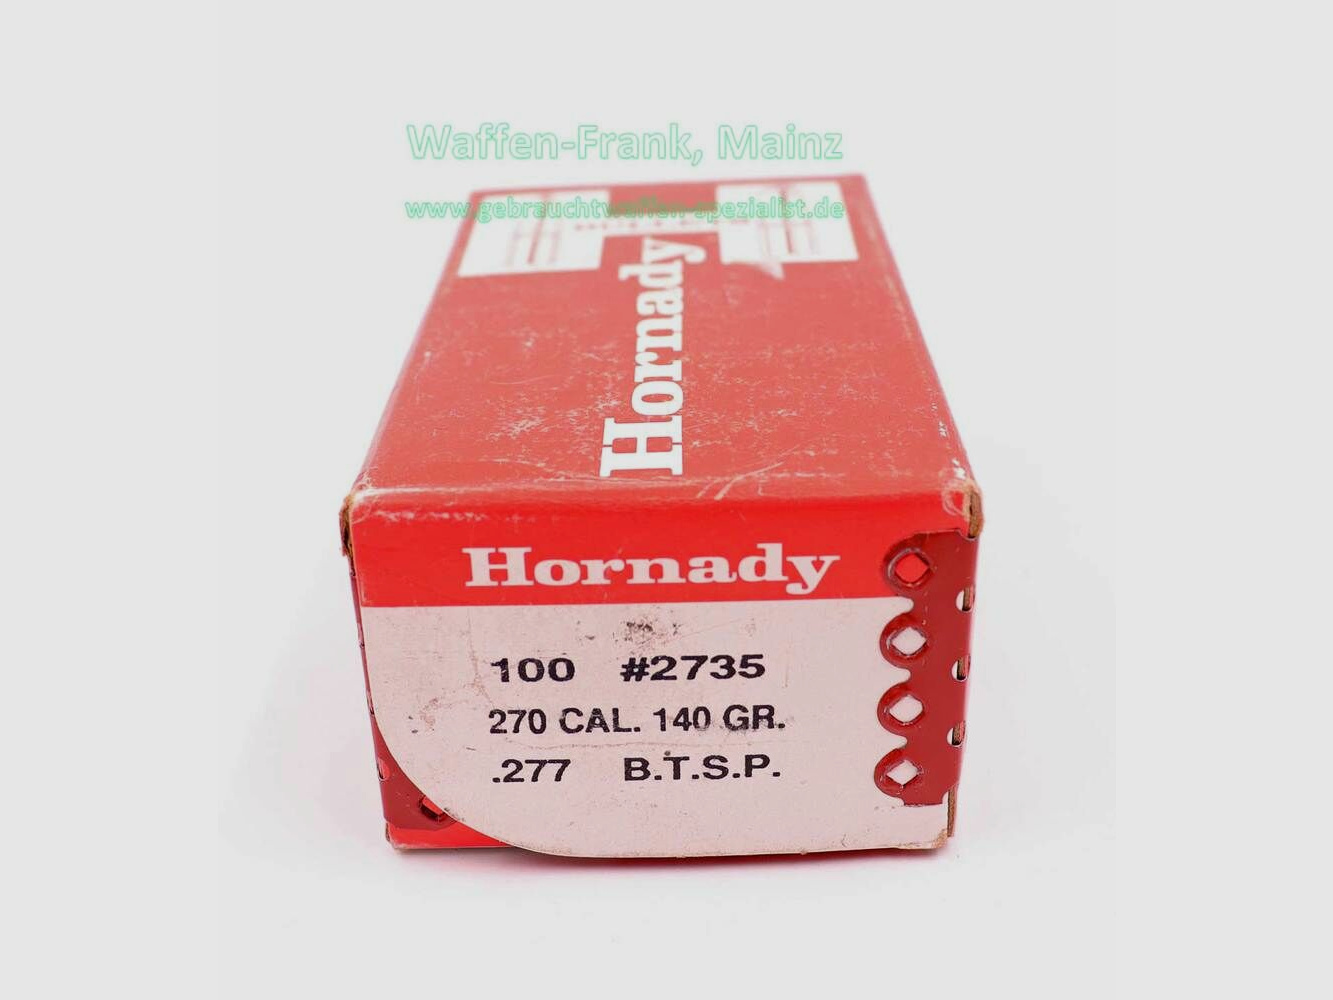 Waffen-Frank, Mainz
www.gebrauchtwaffen-spezialist.de
Hornady
Hornady
100 #2735
270 CAL. 140 GR.
.277 B.T.S.P.